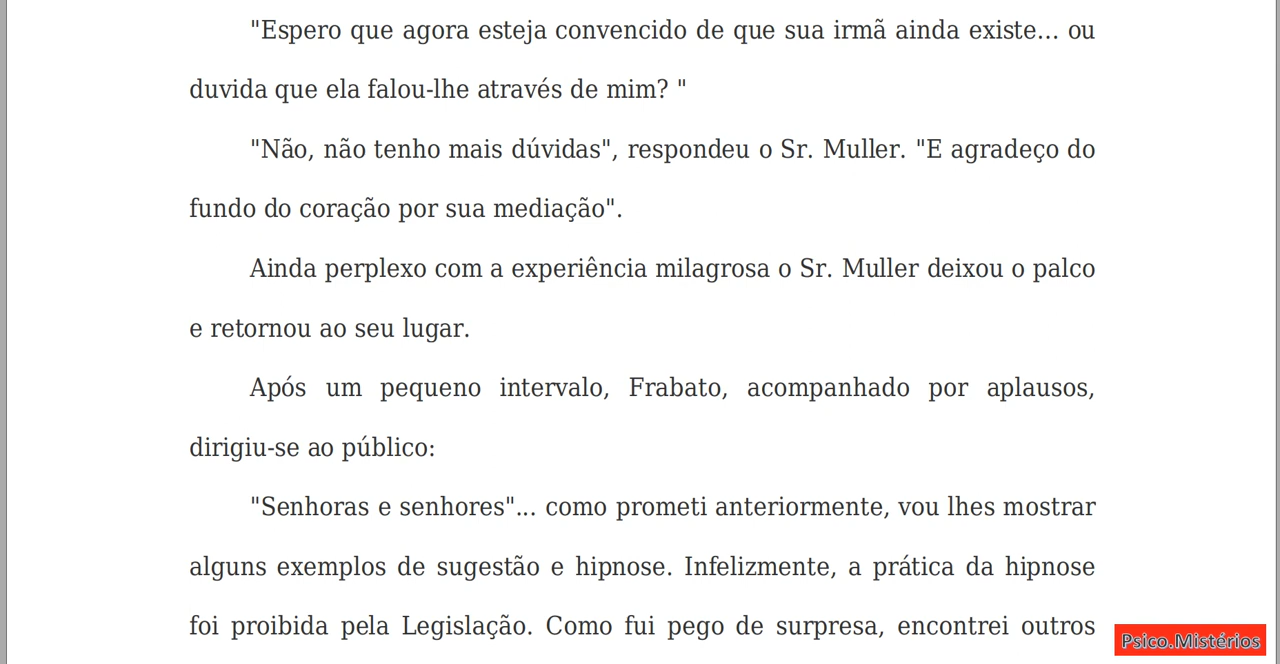 "Espero que agora esteja convencido de que sua irmã ainda existe... ou
duvida que ela falou-lhe através de mim? "
"Não, não tenho mais dúvidas", respondeu o Sr. Muller. "E agradeço do
fundo do coração por sua mediação".
Ainda perplexo com a experiência milagrosa o Sr. Muller deixou o palco
e retornou ao seu lugar.
Após um pequeno intervalo, Frabato, acompanhado por aplausos,
dirigiu-se ao público:
"Senhoras e senhores"... como prometi anteriormente, vou lhes mostrar
alguns exemplos de sugestão e hipnose. Infelizmente, a prática da hipnose
foi proibida pela Legislação. Como fui pego de surpresa, encontrei outros
Psico.Mistérios